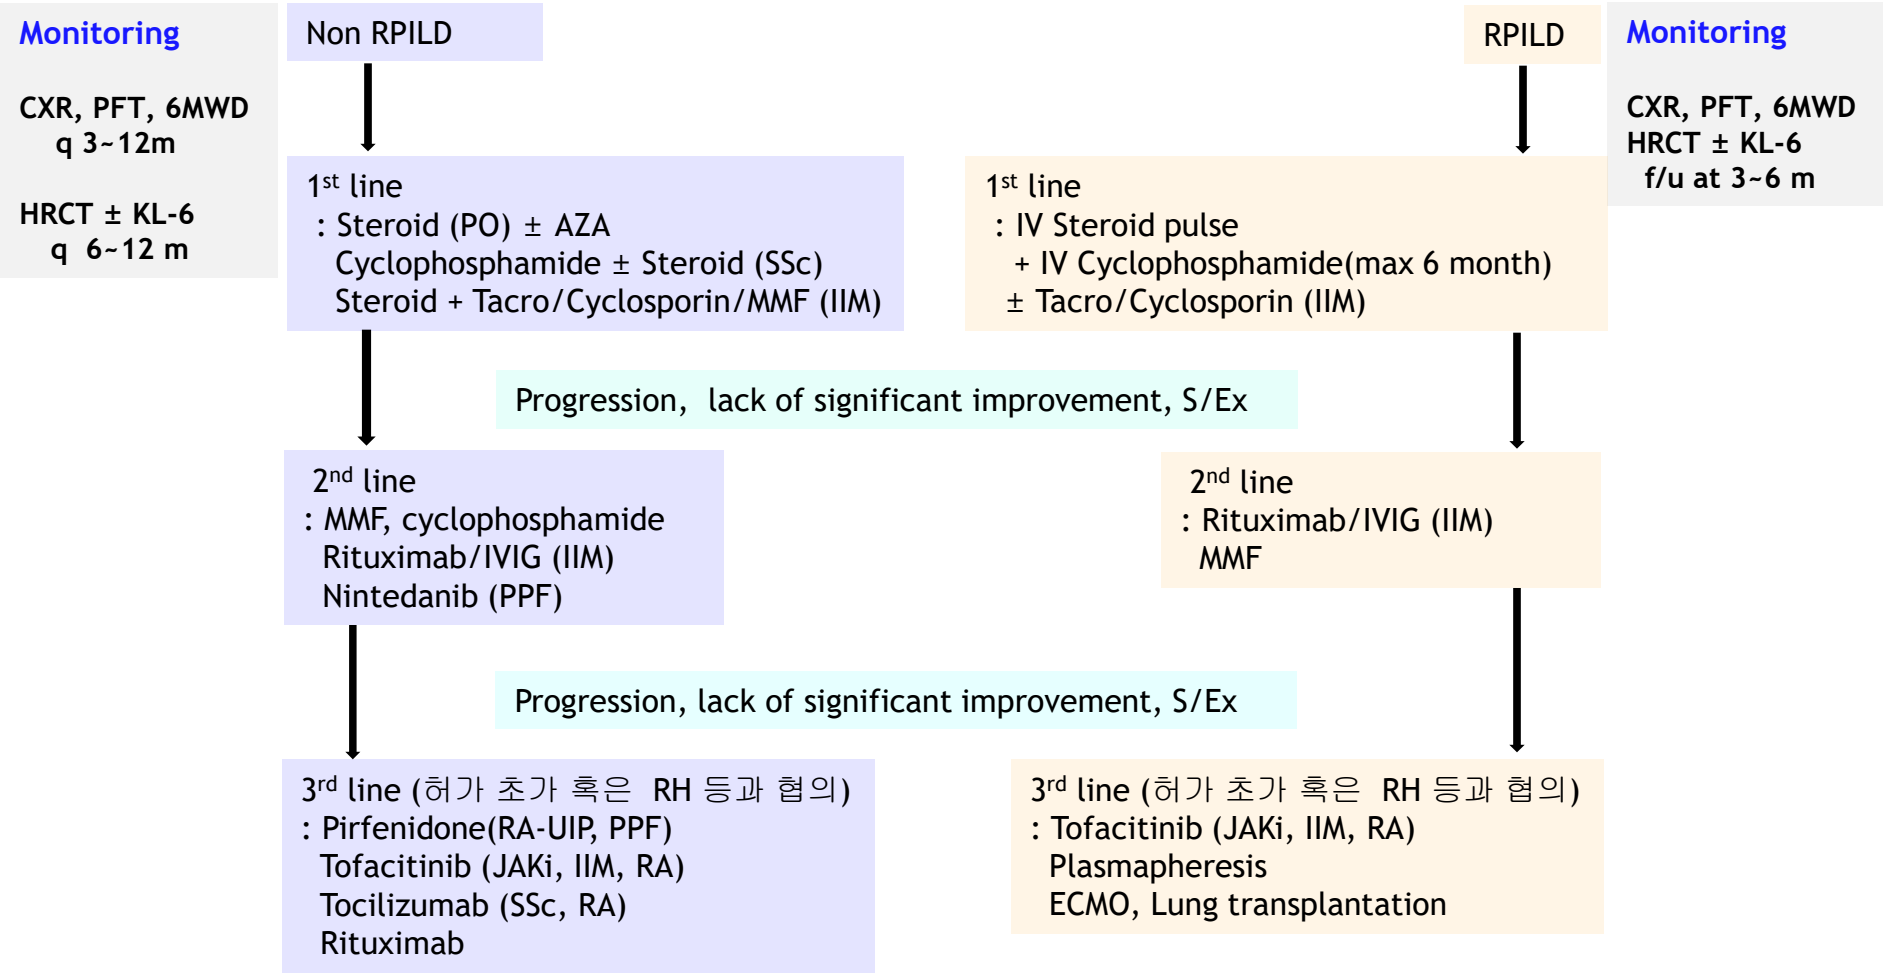 Monitoring
CXR, PFT, 6MWD
q 3~12m
HRCT ± KL-6
q 6~12 m
Non RPILD
1st line
: Steroid (PO) ± AZA
Cyclophosphamide ± Steroid (SSc)
Steroid + Tacro/Cyclosporin/MMF (IIM)
RPILD
Monitoring
CXR, PFT, 6MWD
HRCT ± KL-6
f/u at 3~6 m
1st line
: IV Steroid pulse
+ IV Cyclophosphamide(max 6 month)
± Tacro/Cyclosporin (IIM)
Progression, lack of significant improvement, S/Ex
2nd line
: MMF, cyclophosphamide
Rituximab/IVIG (IIM)
Nintedanib (PPF)
2nd line
: Rituximab/IVIG (IIM)
MMF
Progression, lack of significant improvement, S/Ex
3rd line (허가 초가 혹은 RH 등과 협의)
: Pirfenidone(RA-UIP, PPF)
Tofacitinib (JAKi, IIM, RA)
Tocilizumab (SSc, RA)
Rituximab
3rd line (허가 초가 혹은 RH 등과 협의)
: Tofacitinib (JAKi, IIM, RA)
Plasmapheresis
ECMO, Lung transplantation